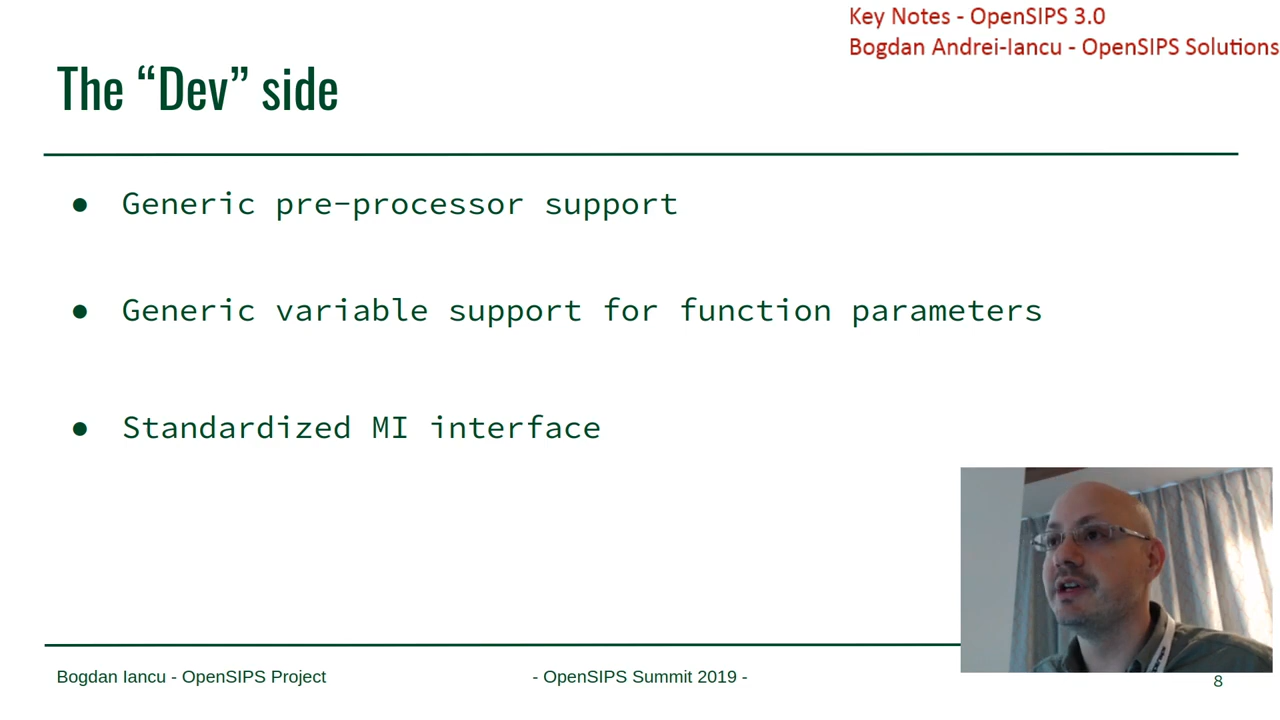 Key Notes - OpenSIPS 3.0
Bogdan Andrei-Iancu - OpenSIPS Solutions
The “Dev” side
● Generic pre-processor support
● Generic variable support for function parameters
● Standardized MI interface
Bogdan Iancu - OpenSIPS Project
- OpenSIPS Summit 2019 -
8